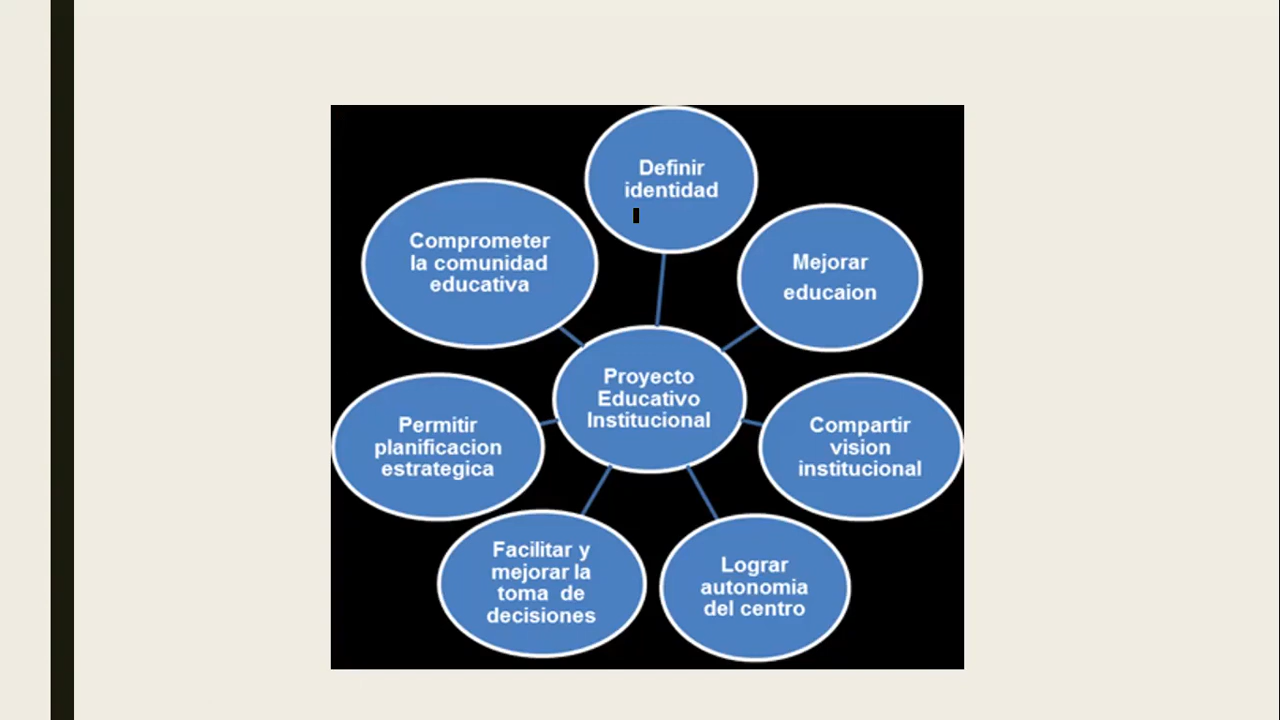 Definir
identidad
Comprometer
la comunidad
educativa
Mejorar
educaion
Proyecto
Educativo
Institucional
Permitir
planificacion
estrategica
Compartir
vision
institucional
Facilitar y
mejorar la
toma  de
decisiones
Lograr
autonomia
del centro